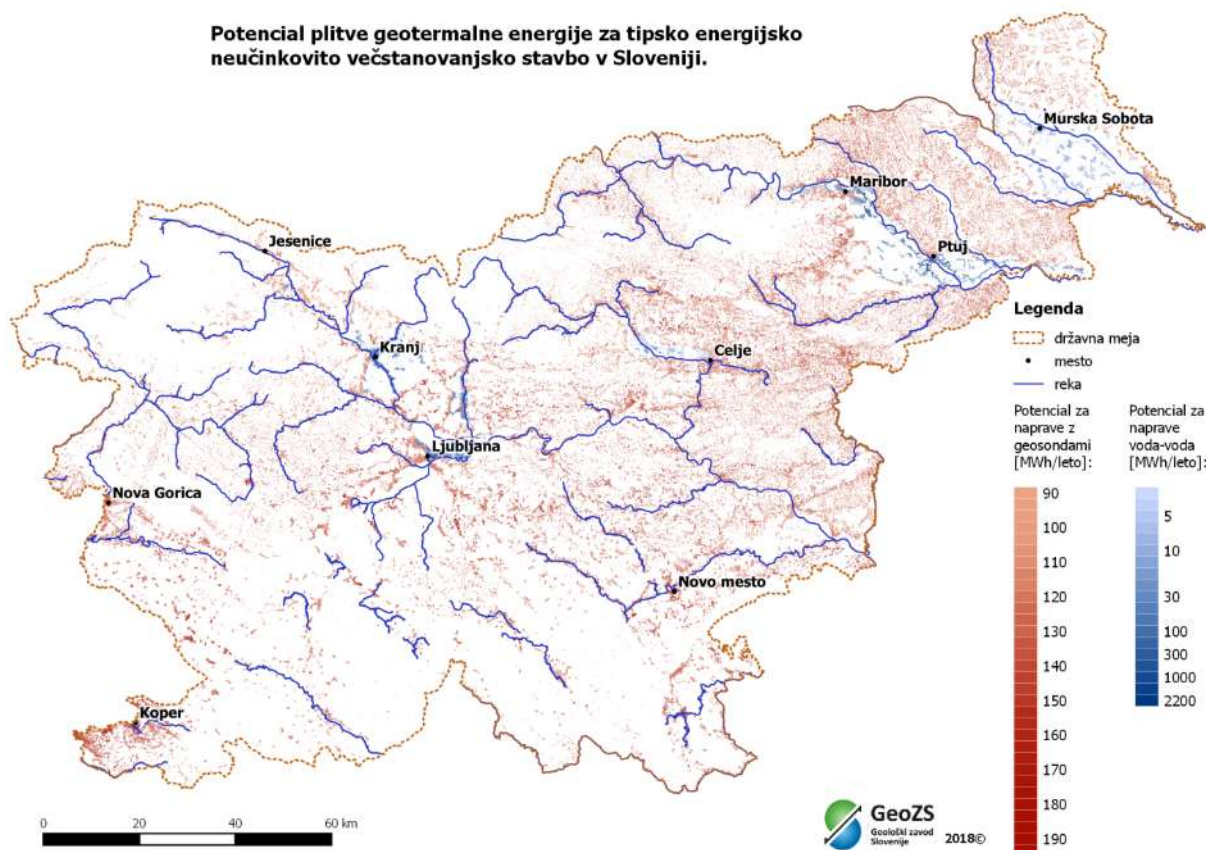 Potencial plitve geotermalne energije za tipsko energijsko
neučinkovito večstanovanjsko stavbo v Sloveniji.
Murska Sobota
Maribor
Jesenice
Ptuj
Kranj
Celje
Ljubljana
Nova Gorica
Novo mesto
Koper
Legenda
državna meja
mesto
reka
Potencial za
naprave z
geosondami
[MWh/leto]:
90
100
110
120
130
140
150
160
170
180
190
Potencial za
naprave
voda-voda
[MWh/leto]:
5
10
30
100
300
1000
2200
0 20 40 60 km
GeoZS
Geološki zavod
Slovenije
2018©